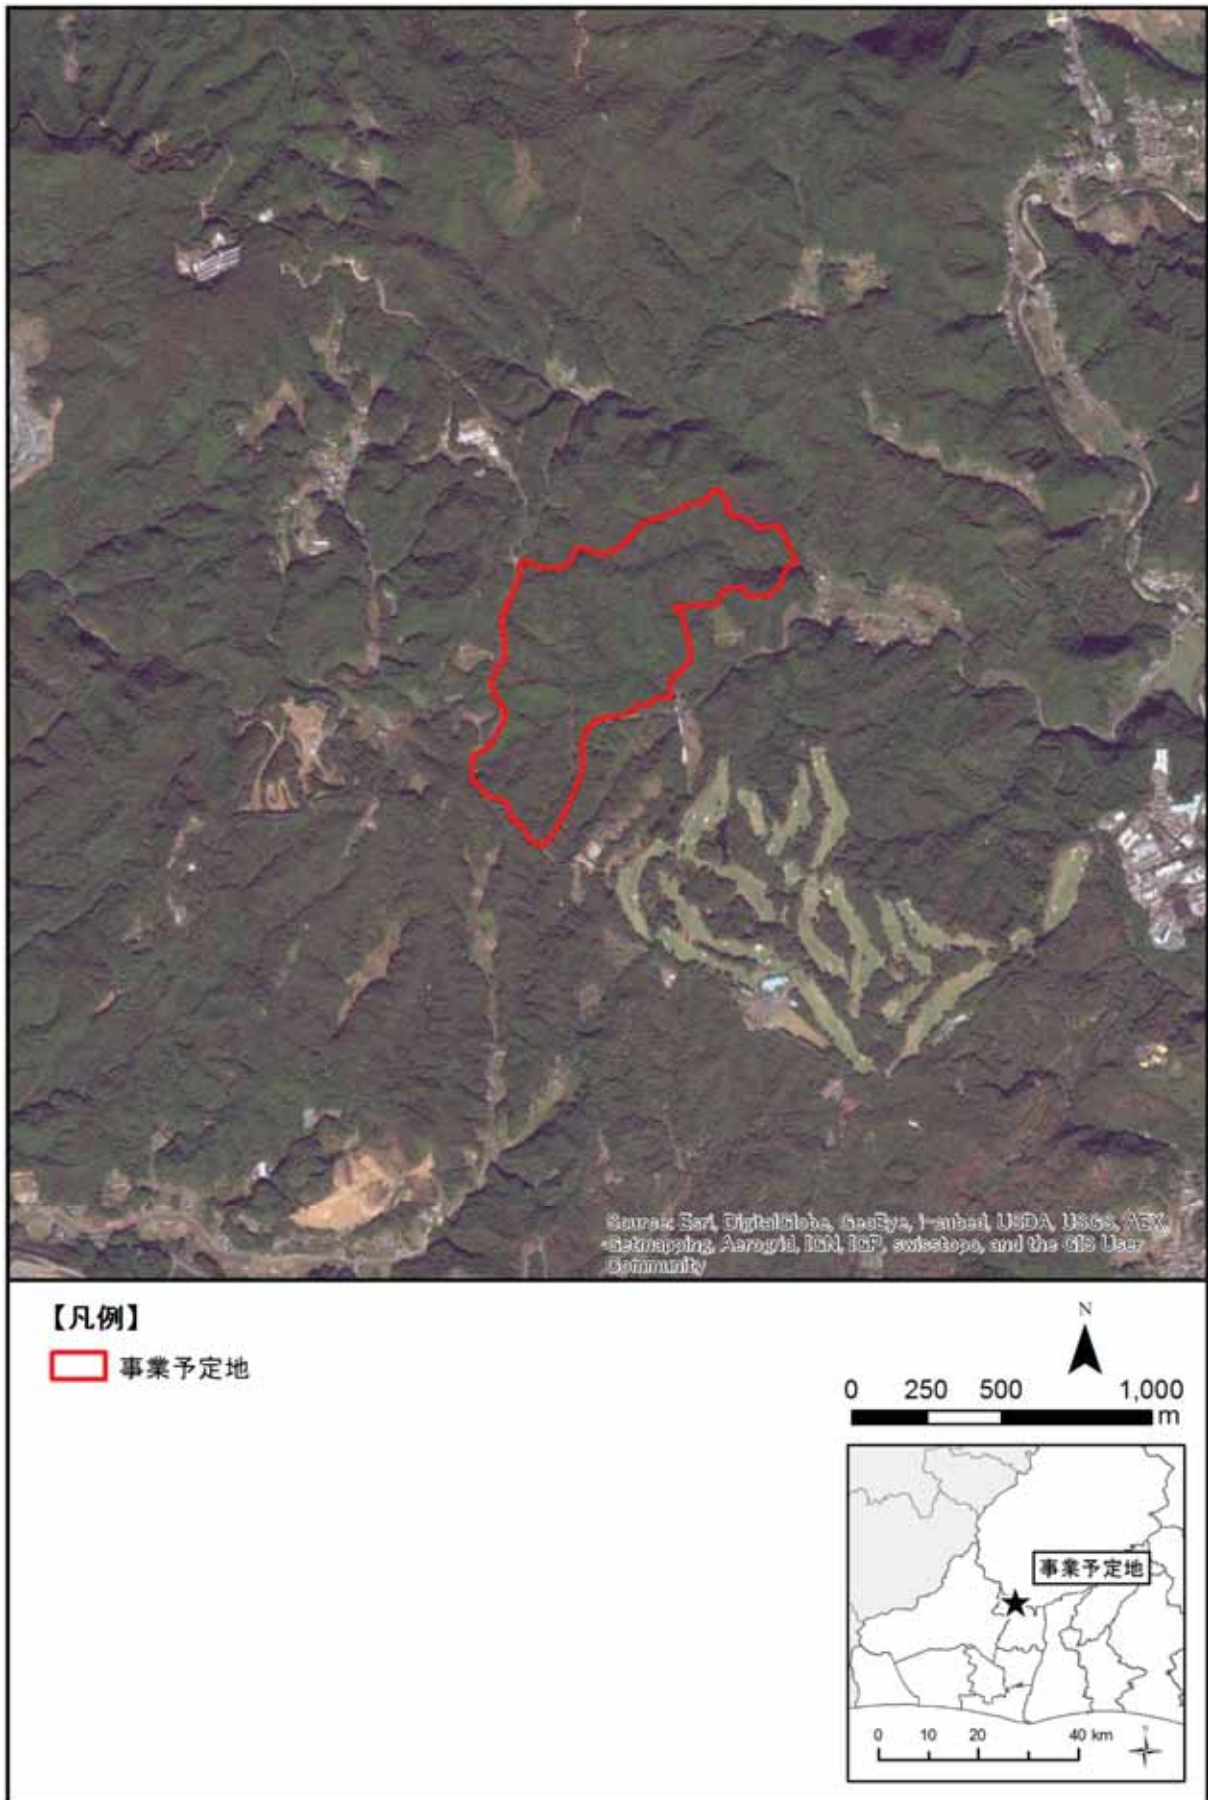 Source: Esri, DigitalGlobe, GeoEye, i-cubed, USDA, USGS, AEX,
Getmapping, Aerogrid, IGN, IGP, swisstopo, and the GIS User
Community
【凡例】
事業予定地
N
0 250 500 1,000
m
事業予定地
0 10 20 40 km